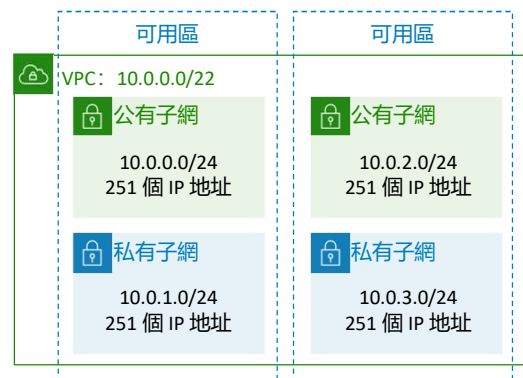 可用區
可用區
VPC：10.0.0.0/22
公有子網
10.0.0.0/24
251 個 IP 地址
公有子網
10.0.2.0/24
251 個 IP 地址
私有子網
10.0.1.0/24
251 個 IP 地址
私有子網
10.0.3.0/24
251 個 IP 地址